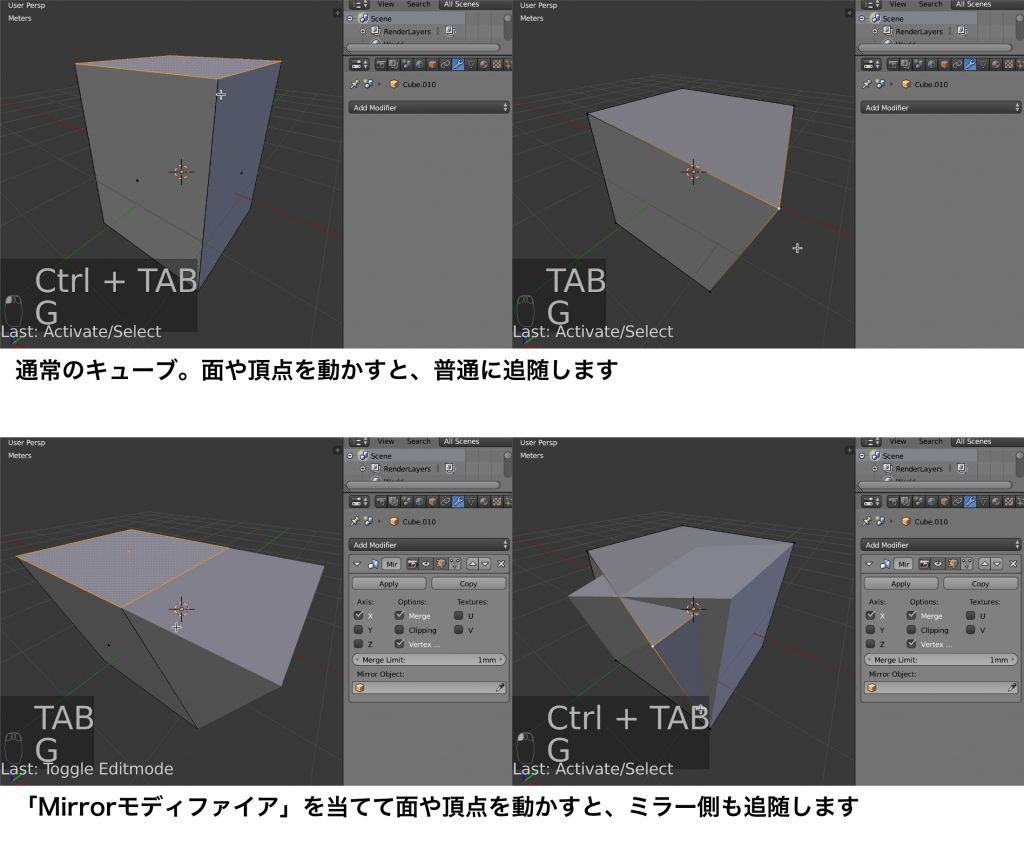 User Persp
Meters
View Search All Scenes
Scene
RenderLayers
Cube.010
Add Modifier
Ctrl + TAB
G
Last: Activate/Select
User Persp
Meters
View Search All Scenes
Scene
RenderLayers
Cube.010
Add Modifier
TAB
G
Last: Activate/Select
通常のキューブ。面や頂点を動かすと、普通に追随します
User Persp
Meters
View Search All Scenes
Scene
RenderLayers
Cube.010
Add Modifier
Mir
Apply Copy
Axis: Options: Textures:
X Merge U
Y Clipping V
Z Vertex ...
Merge Limit: 1mm
Mirror Object:
TAB
G
Last: Toggle Editmode
User Persp
Meters
View Search All Scenes
Scene
RenderLayers
Cube.010
Add Modifier
Mir
Apply Copy
Axis: Options: Textures:
X Merge U
Y Clipping V
Z Vertex ...
Merge Limit: 1mm
Mirror Object:
Ctrl + TAB
G
Last: Activate/Select
「Mirrorモディファイア」を当てて面や頂点を動かすと、ミラー側も追随します